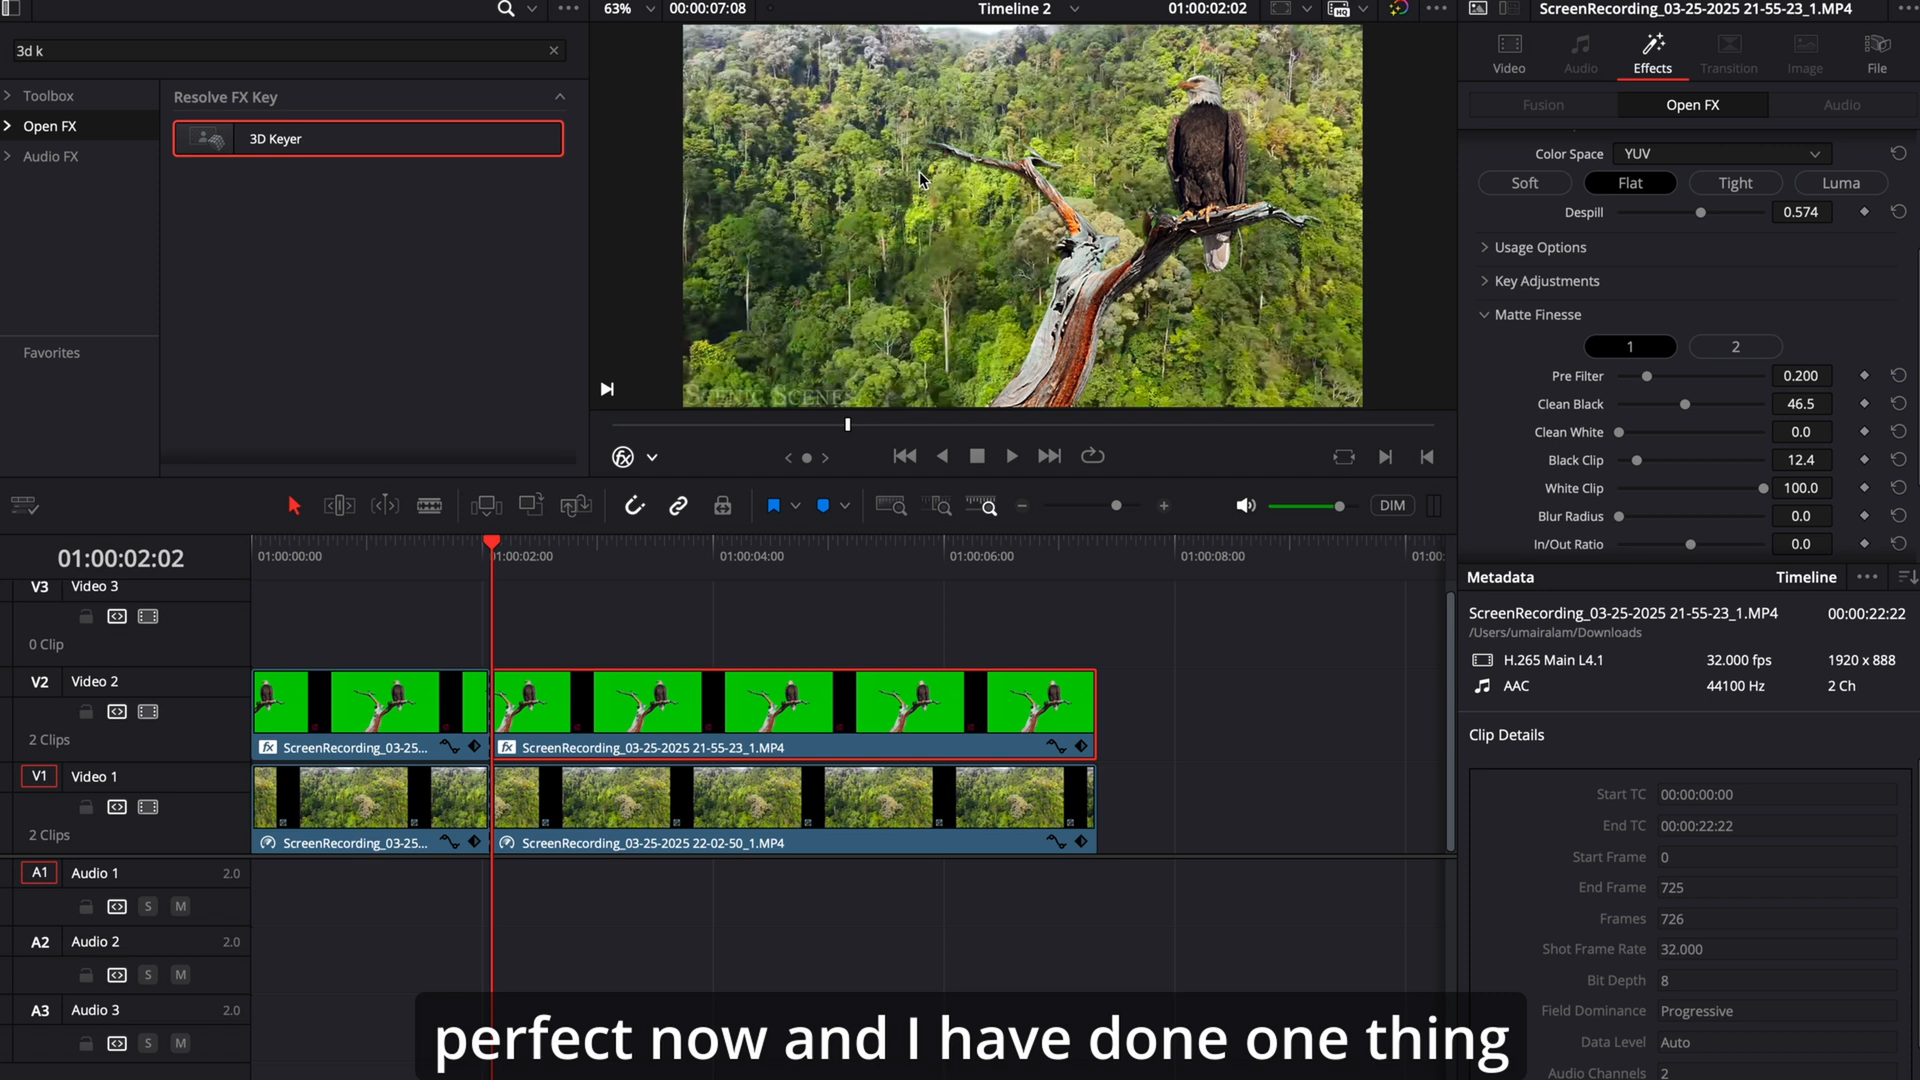 63%
00:00:07:08
Timeline 2
01:00:02:02
HQ
ScreenRecording_03-25-2025 21-55-23_1.MP4
3d k
Video
Audio
Effects
Transition
Image
File
Toolbox
Open FX
Audio FX
Favorites
Resolve FX Key
3D Keyer
SCENIC SCENES
Fusion
Open FX
Audio
Color Space
YUV
Soft
Flat
Tight
Luma
Despill
0.574
Usage Options
Key Adjustments
Matte Finesse
1
2
Pre Filter
0.200
Clean Black
46.5
Clean White
0.0
Black Clip
12.4
White Clip
100.0
Blur Radius
0.0
In/Out Ratio
0.0
DIM
01:00:02:02
01:00:00:00
01:00:02:00
01:00:04:00
01:00:06:00
01:00:08:00
01:00:
V3
Video 3
0 Clip
V2
Video 2
2 Clips
V1
Video 1
2 Clips
fx
ScreenRecording_03-25...
fx
ScreenRecording_03-25-2025 21-55-23_1.MP4
ScreenRecording_03-25...
ScreenRecording_03-25-2025 22-02-50_1.MP4
A1
Audio 1
2.0
S
M
A2
Audio 2
2.0
S
M
A3
Audio 3
2.0
S
M
Metadata
Timeline
ScreenRecording_03-25-2025 21-55-23_1.MP4
00:00:22:22
/Users/umairalam/Downloads
H.265 Main L4.1
32.000 fps
1920 x 888
AAC
44100 Hz
2 Ch
Clip Details
Start TC
00:00:00:00
End TC
00:00:22:22
Start Frame
0
End Frame
725
Frames
726
Shot Frame Rate
32.000
Bit Depth
8
Field Dominance
Progressive
Data Level
Auto
Audio Channels
2
perfect now and I have done one thing